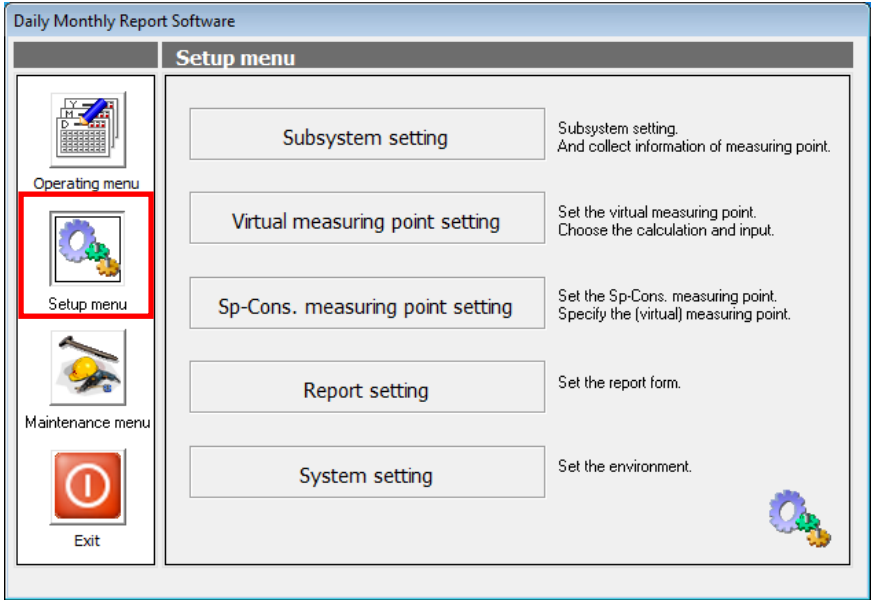 Daily Monthly Report Software
Setup menu
Y
M
D
Operating menu
Setup menu
Maintenance menu
Exit
Subsystem setting
Subsystem setting.
And collect information of measuring point.
Virtual measuring point setting
Set the virtual measuring point.
Choose the calculation and input.
Sp-Cons. measuring point setting
Set the Sp-Cons. measuring point.
Specify the (virtual) measuring point.
Report setting
Set the report form.
System setting
Set the environment.